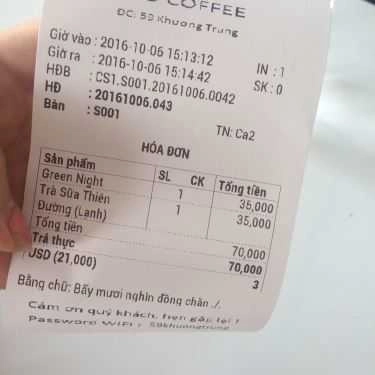 COFFEE
ĐC: 59 Khương Trung
Giờ vào : 2016-10-06 15:13:12
Giờ ra : 2016-10-06 15:14:42 IN : 1
HĐB : CS1.S001.20161006.0042 SK : 0
HĐ : 20161006.043
Bàn : S001 TN: Ca2
HÓA ĐƠN
Sản phẩm SL CK Tổng tiền
Green Night 1 35,000
Trà Sữa Thiên 1 35,000
Đường (Lạnh)
Tổng tiền 70,000
Trả thực 70,000
USD (21,000) 3
Bằng chữ: Bẩy mươi nghìn đồng chẵn ./.
Cảm ơn quý khách, hẹn gặp lại !
Password WiFi : 59khuongtrung